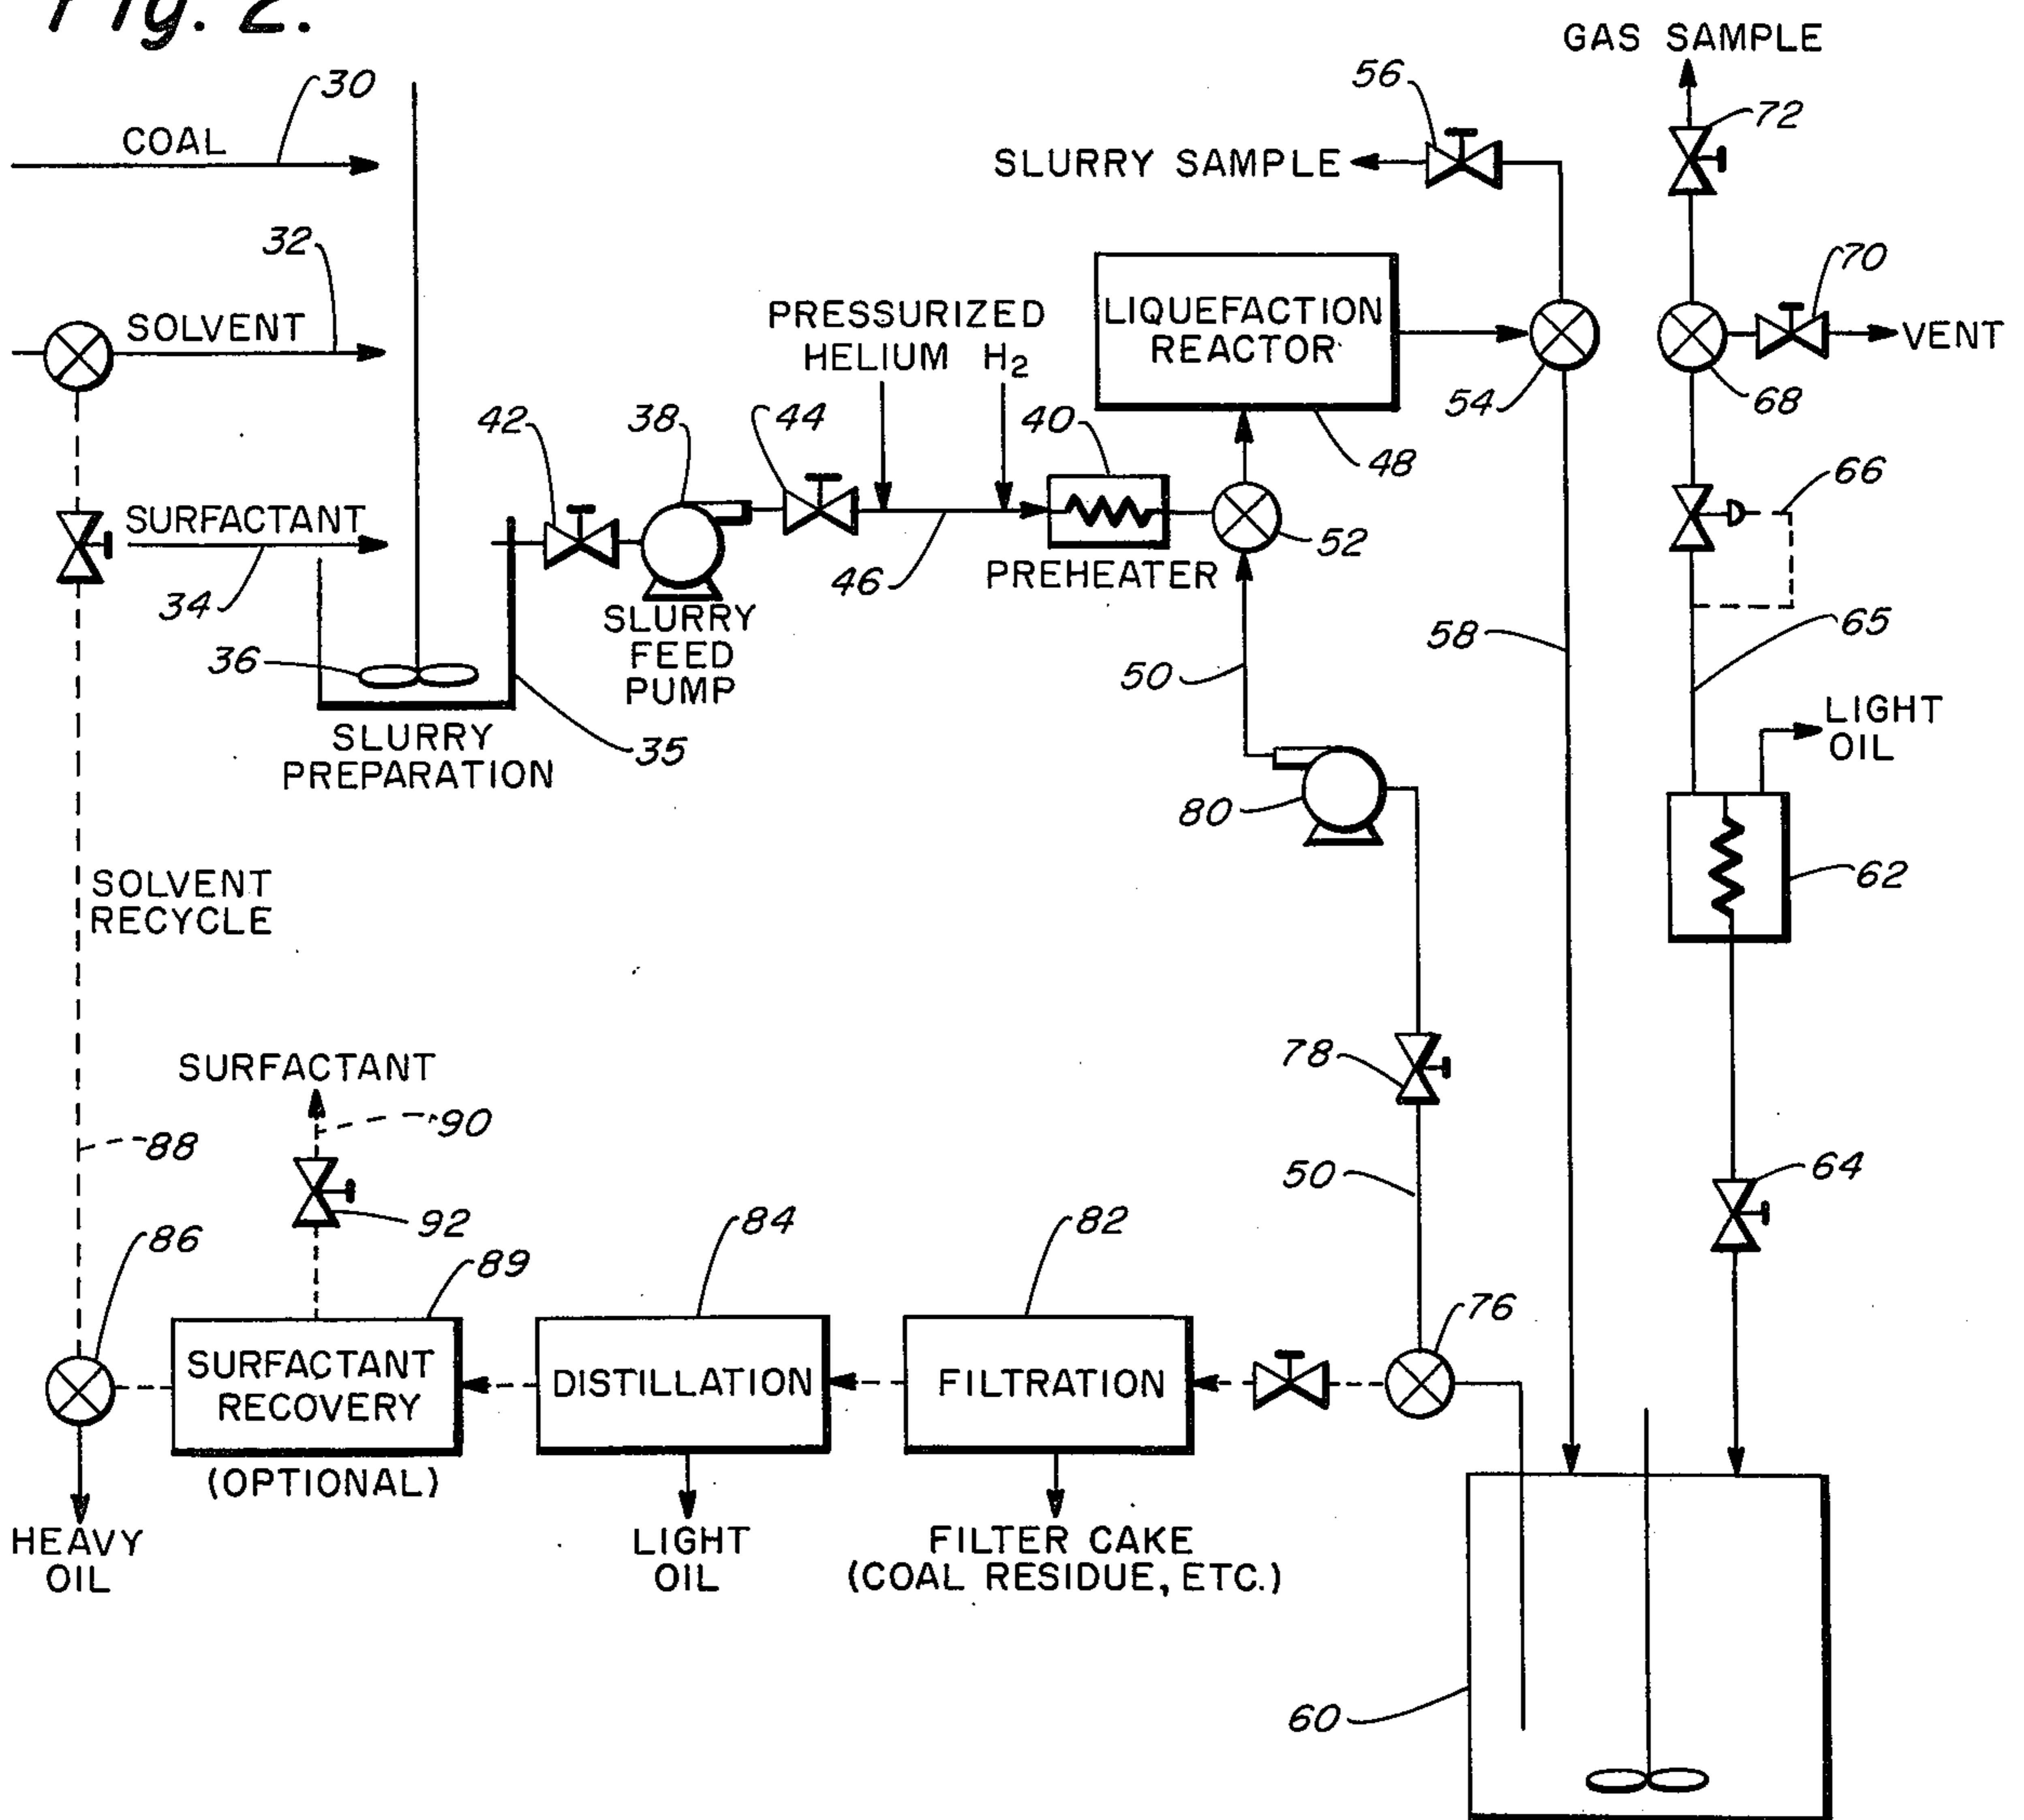 Fig. 2.
GAS SAMPLE
56
30
COAL
72
SLURRY SAMPLE
32
70
SOLVENT
PRESSURIZED
HELIUM H2
LIQUEFACTION
REACTOR
VENT
54
68
42
38
44
40
48
66
SURFACTANT
52
46
PREHEATER
34
SLURRY
FEED
PUMP
36
58
65
50
SLURRY
PREPARATION
35
LIGHT
OIL
80
SOLVENT
RECYCLE
62
SURFACTANT
78
90
88
50
64
92
84
82
86
89
76
SURFACTANT
RECOVERY
DISTILLATION
FILTRATION
(OPTIONAL)
HEAVY
OIL
LIGHT
OIL
FILTER CAKE
(COAL RESIDUE, ETC.)
60